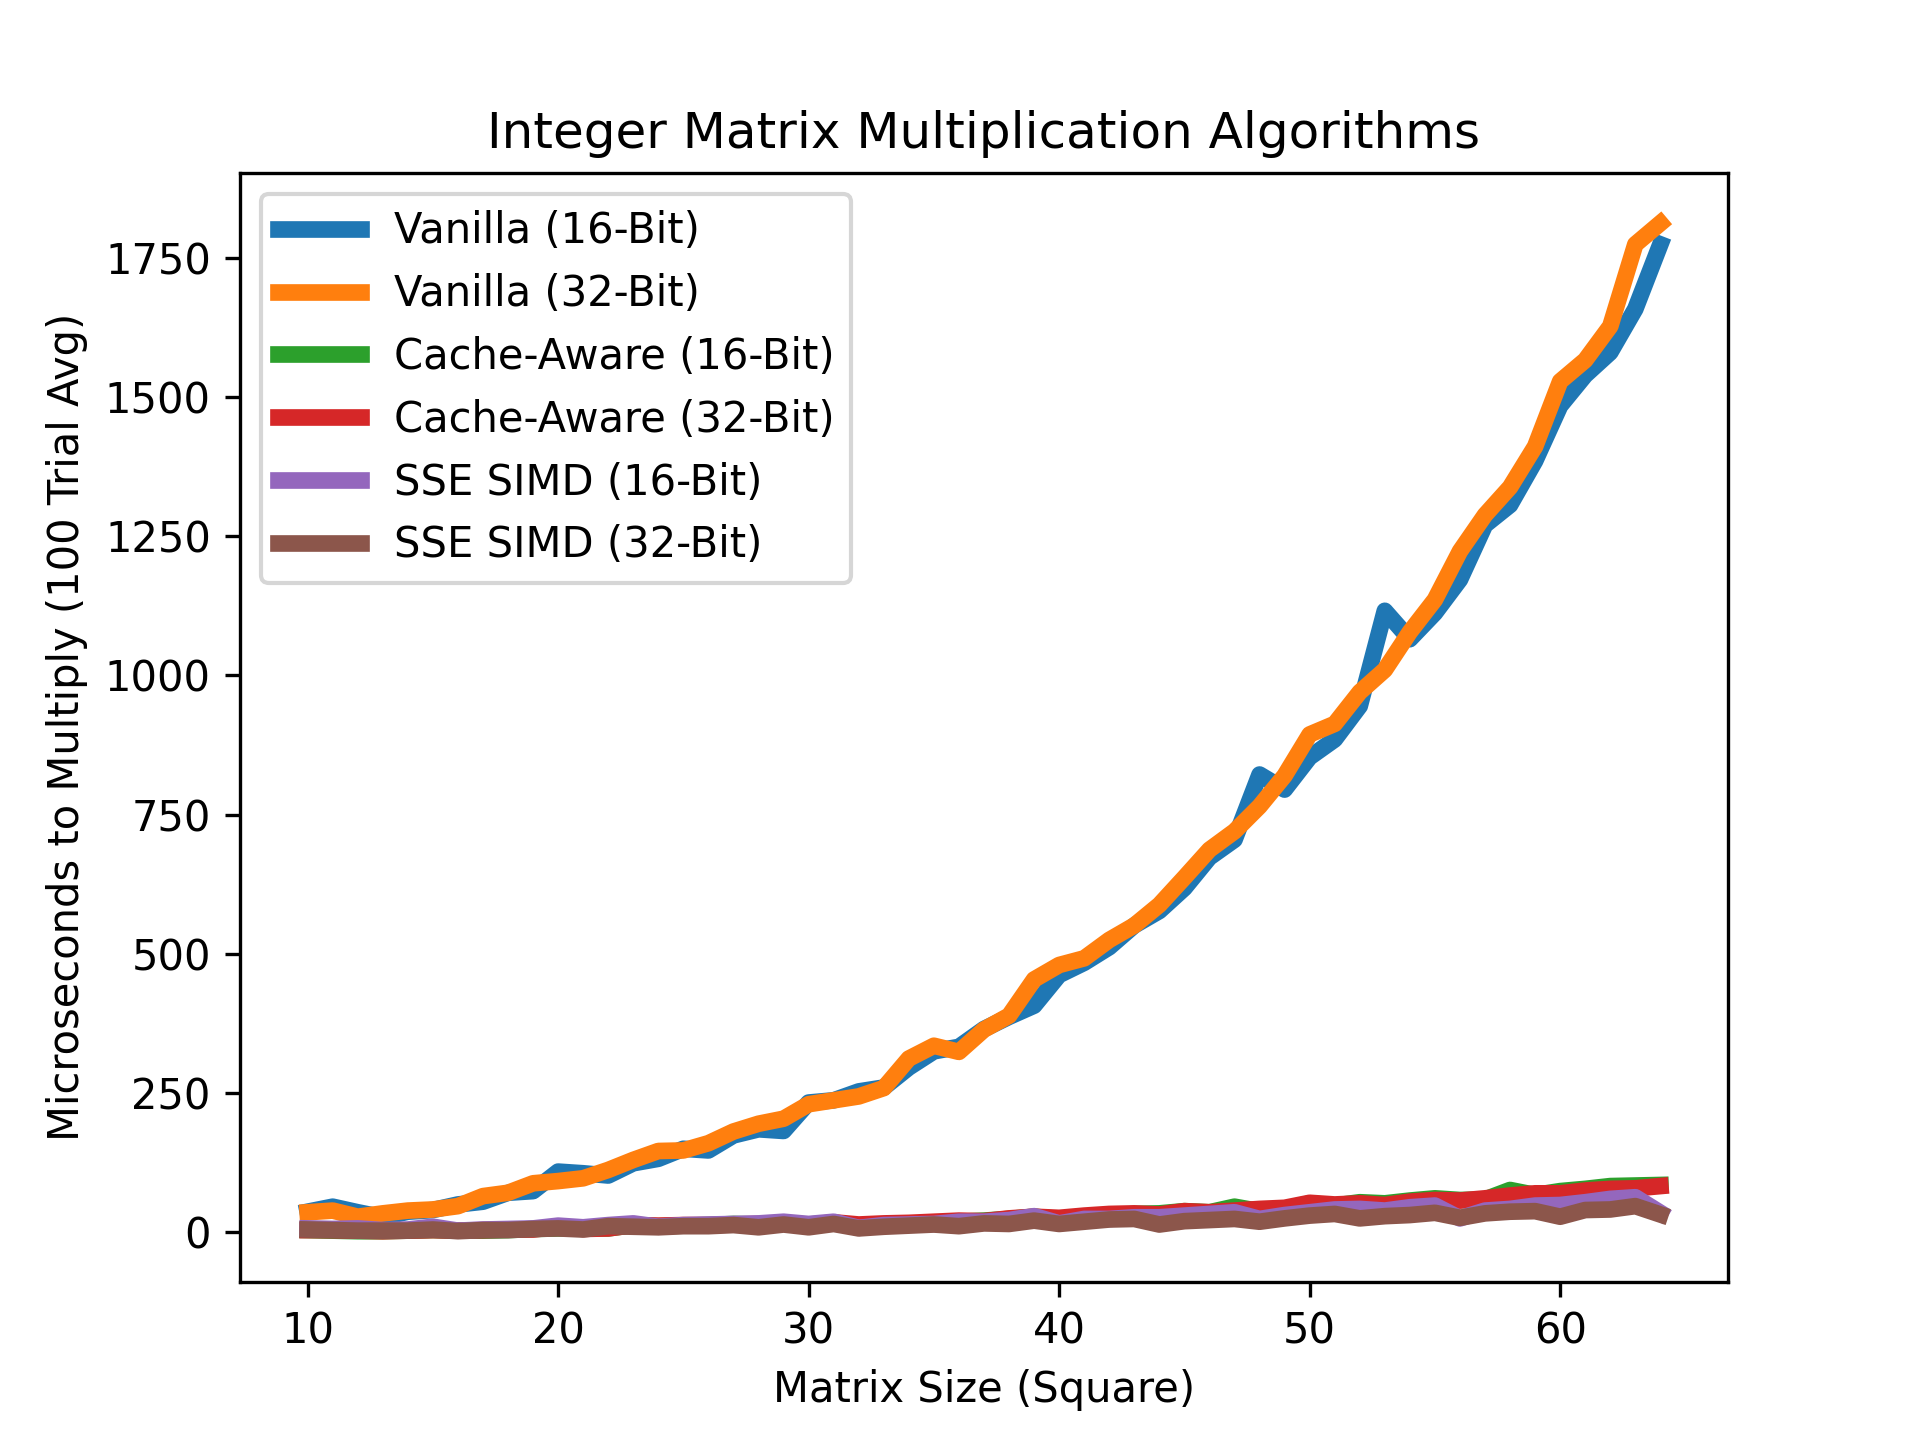 Integer Matrix Multiplication Algorithms
Vanilla (16-Bit)
Vanilla (32-Bit)
Cache-Aware (16-Bit)
Cache-Aware (32-Bit)
SSE SIMD (16-Bit)
SSE SIMD (32-Bit)
Microseconds to Multiply (100 Trial Avg)
1750
1500
1250
1000
750
500
250
0
10 20 30 40 50 60
Matrix Size (Square)